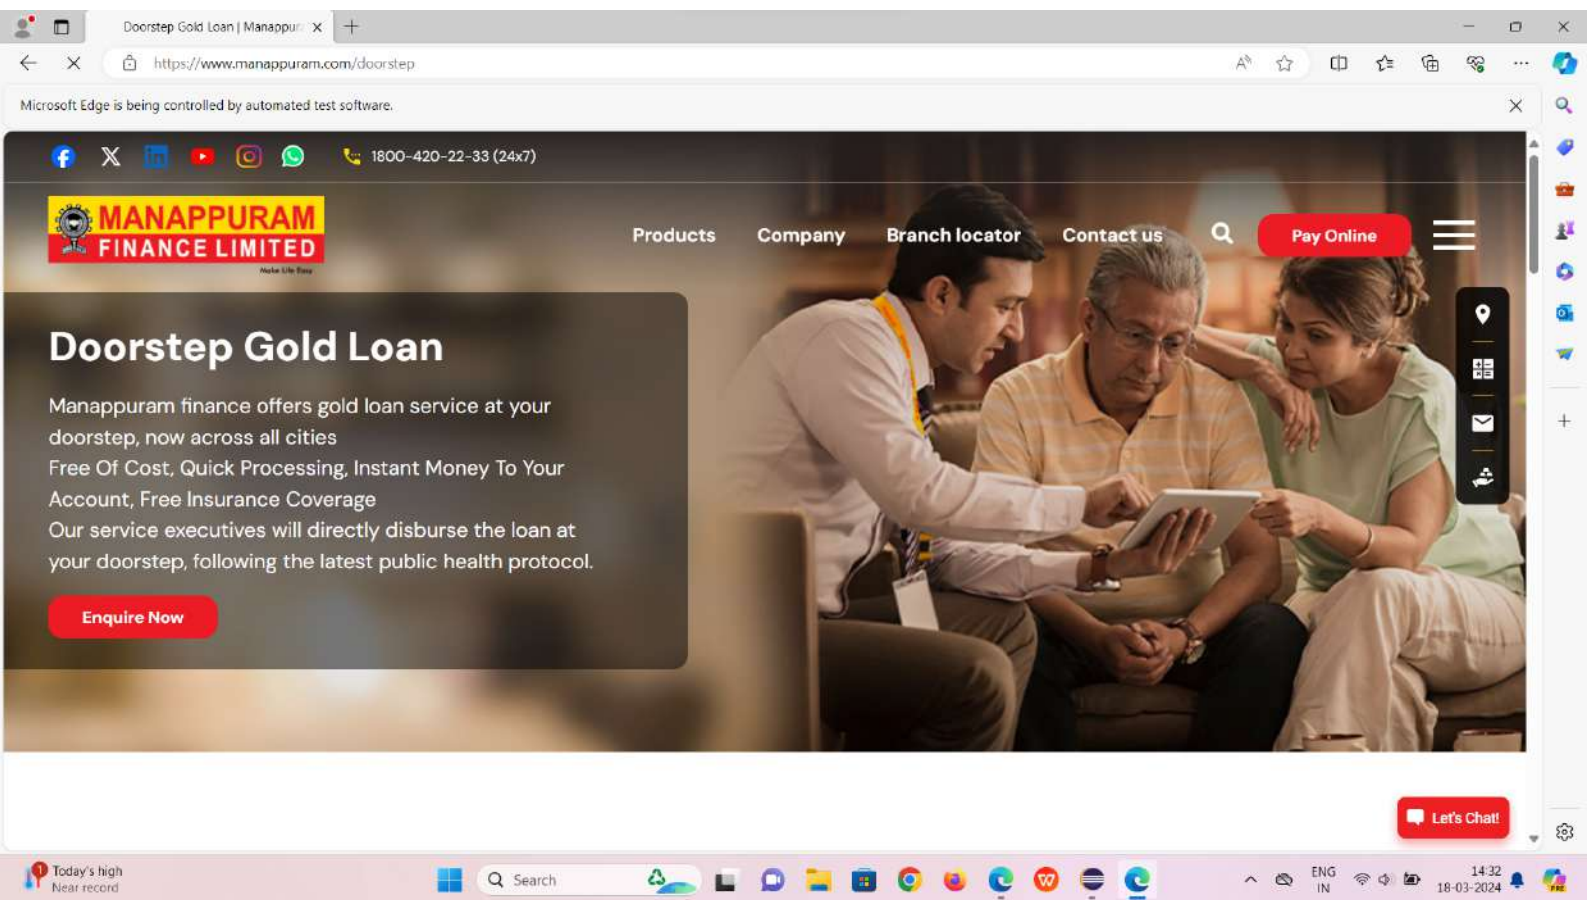 Doorstep Gold Loan | Manappur
https://www.manappuram.com/doorstep
Microsoft Edge is being controlled by automated test software.
1800-420-22-33 (24x7)
MANAPPURAM
FINANCE LIMITED
Make Life Easy
Products Company Branch locator Contact us Pay Online
Doorstep Gold Loan
Manappuram finance offers gold loan service at your
doorstep, now across all cities
Free Of Cost, Quick Processing, Instant Money To Your
Account, Free Insurance Coverage
Our service executives will directly disburse the loan at
your doorstep, following the latest public health protocol.
Enquire Now
Let's Chat!
1
Today's high
Near record
Search
ENG
IN
14:32
18-03-2024
PRE